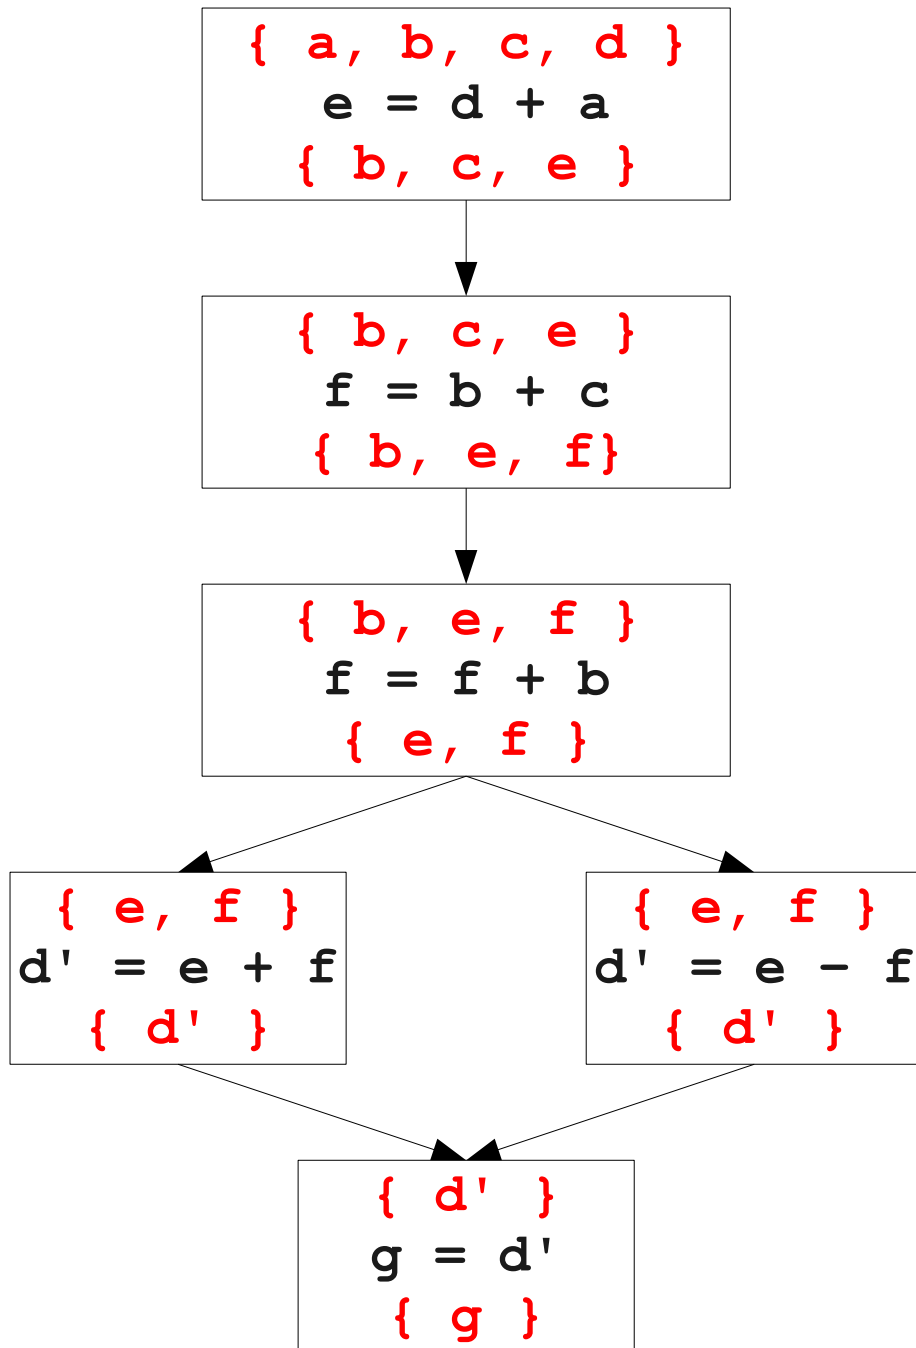 { a, b, c, d }
e = d + a
{ b, c, e }
{ b, c, e }
f = b + c
{ b, e, f}
{ b, e, f }
f = f + b
{ e, f }
{ e, f }
d' = e + f
{ d' }
{ e, f }
d' = e - f
{ d' }
{ d' }
g = d'
{ g }